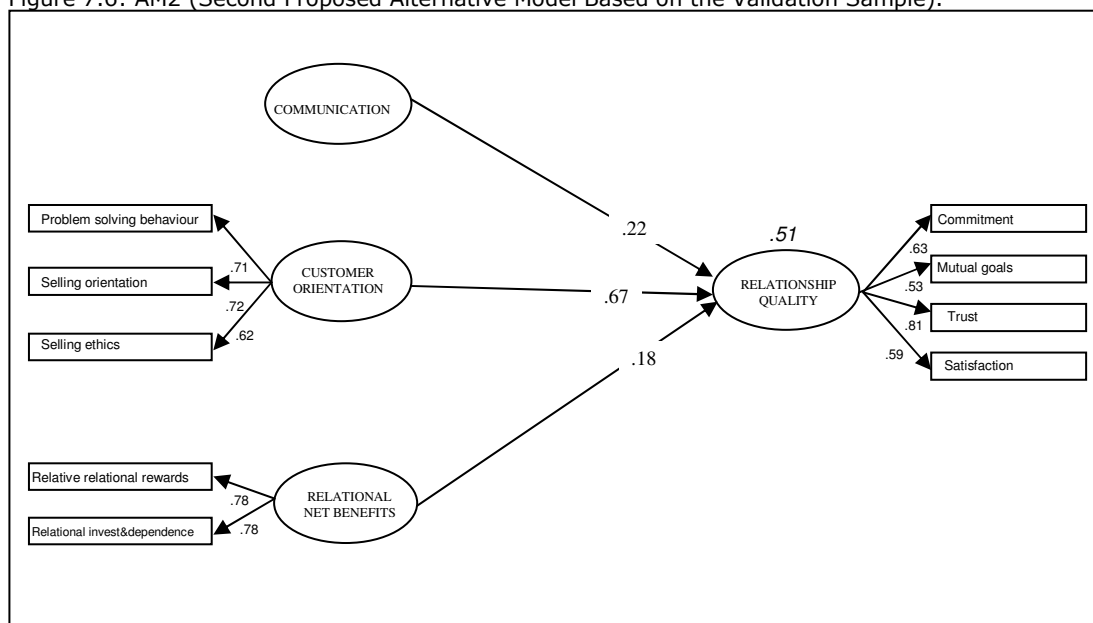 Figure 7.6: AM2 (Second Proposed Alternative Model Based on the Validation Sample).
COMMUNICATION
.22
Problem solving behaviour
Selling orientation
Selling ethics
.71
.72
.62
CUSTOMER
ORIENTATION
.67
.51
RELATIONSHIP
QUALITY
Commitment
.63
Mutual goals
.53
Trust
.81
.59
Satisfaction
.18
Relative relational rewards
.78
Relational invest&dependence
.78
RELATIONAL
NET BENEFITS